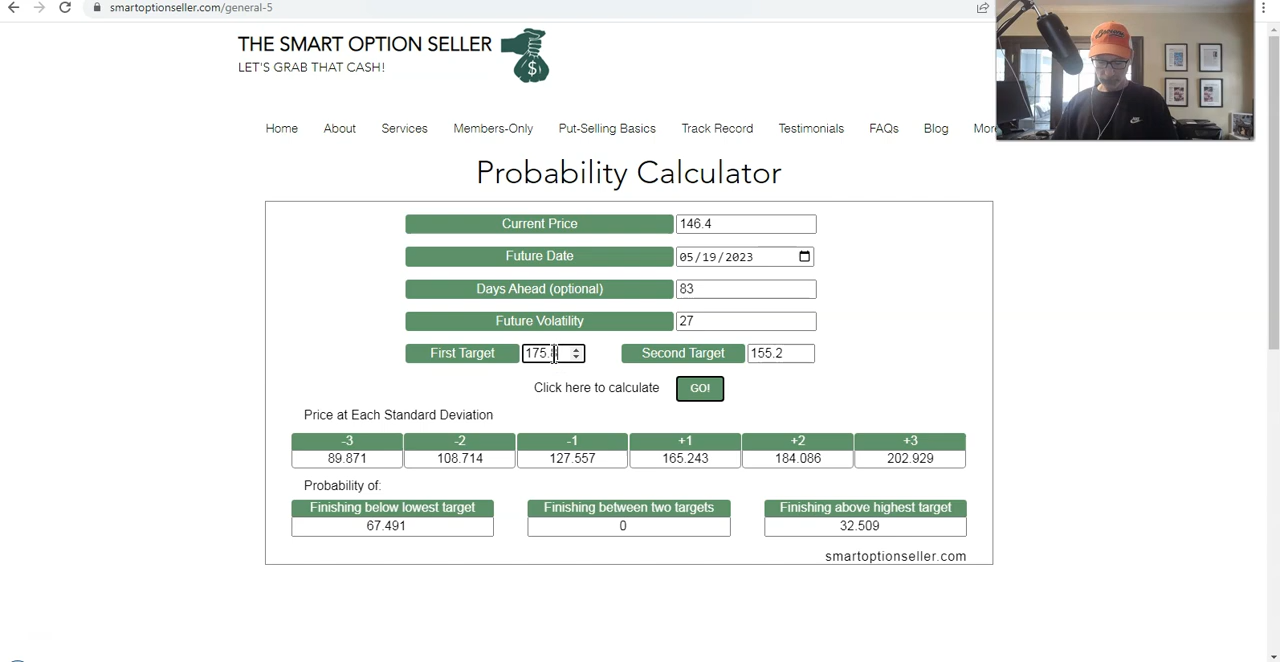 smartoptionseller.com/general-5
THE SMART OPTION SELLER
$
LET'S GRAB THAT CASH!
Home About Services Members-Only Put-Selling Basics Track Record Testimonials FAQs Blog More
Probability Calculator
Current Price 146.4
Future Date 05/19/2023
Days Ahead (optional) 83
Future Volatility 27
First Target 175. Second Target 155.2
Click here to calculate GO!
Price at Each Standard Deviation
-3 -2 -1 +1 +2 +3
89.871 108.714 127.557 165.243 184.086 202.929
Probability of:
Finishing below lowest target Finishing between two targets Finishing above highest target
67.491 0 32.509
smartoptionseller.com